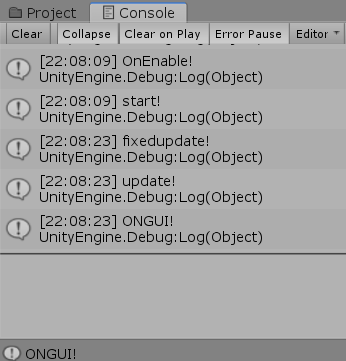 Project Console
Clear Collapse Clear on Play Error Pause Editor
[22:08:09] OnEnable!
UnityEngine.Debug:Log(Object)
[22:08:09] start!
UnityEngine.Debug:Log(Object)
[22:08:23] fixedupdate!
UnityEngine.Debug:Log(Object)
[22:08:23] update!
UnityEngine.Debug:Log(Object)
[22:08:23] ONGUI!
UnityEngine.Debug:Log(Object)
ONGUI!